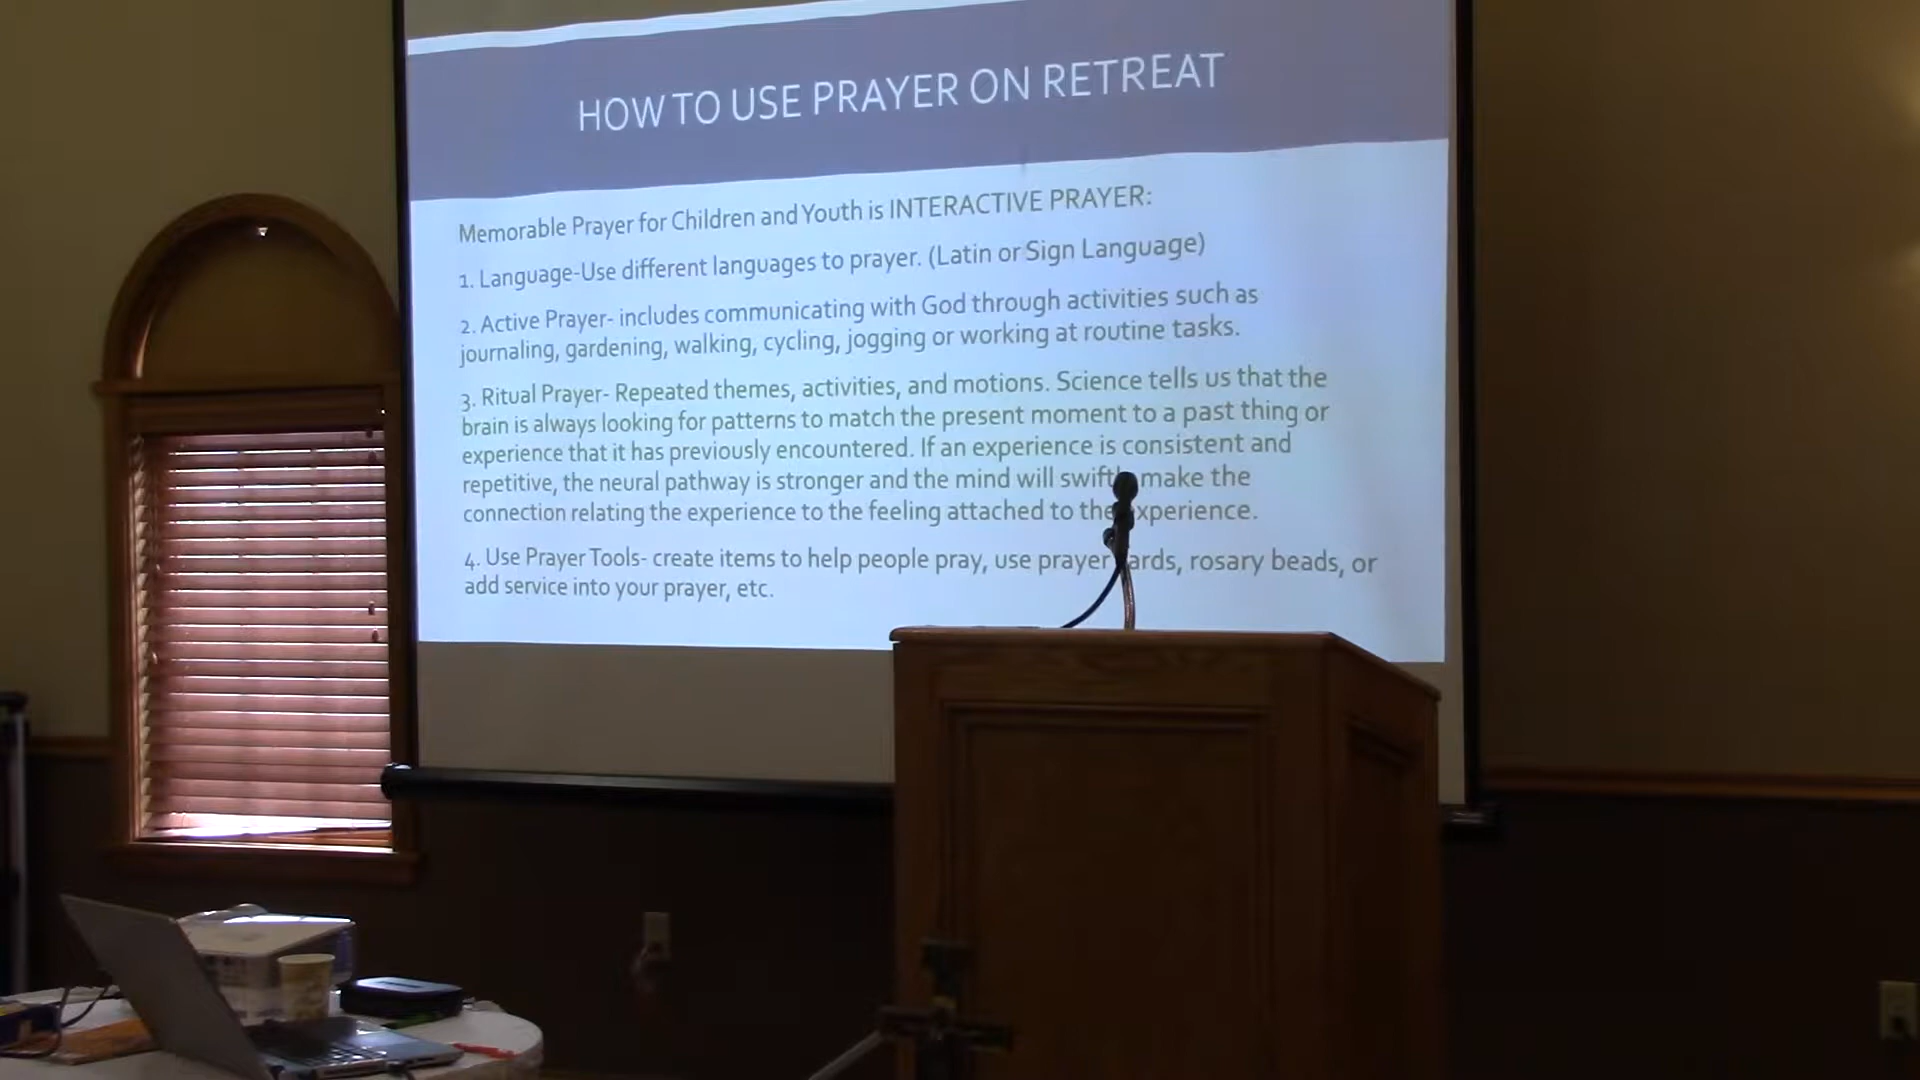 HOW TO USE PRAYER ON RETREAT
Memorable Prayer for Children and Youth is INTERACTIVE PRAYER:
1. Language-Use different languages to prayer. (Latin or Sign Language)
2. Active Prayer- includes communicating with God through activities such as
journaling, gardening, walking, cycling, jogging or working at routine tasks.
3. Ritual Prayer- Repeated themes, activities, and motions. Science tells us that the
brain is always looking for patterns to match the present moment to a past thing or
experience that it has previously encountered. If an experience is consistent and
repetitive, the neural pathway is stronger and the mind will make the
connection relating the experience to the feeling attached to the experience.
4. Use Prayer Tools- create items to help people pray, use prayer cards, rosary beads, or
add service into your prayer, etc.